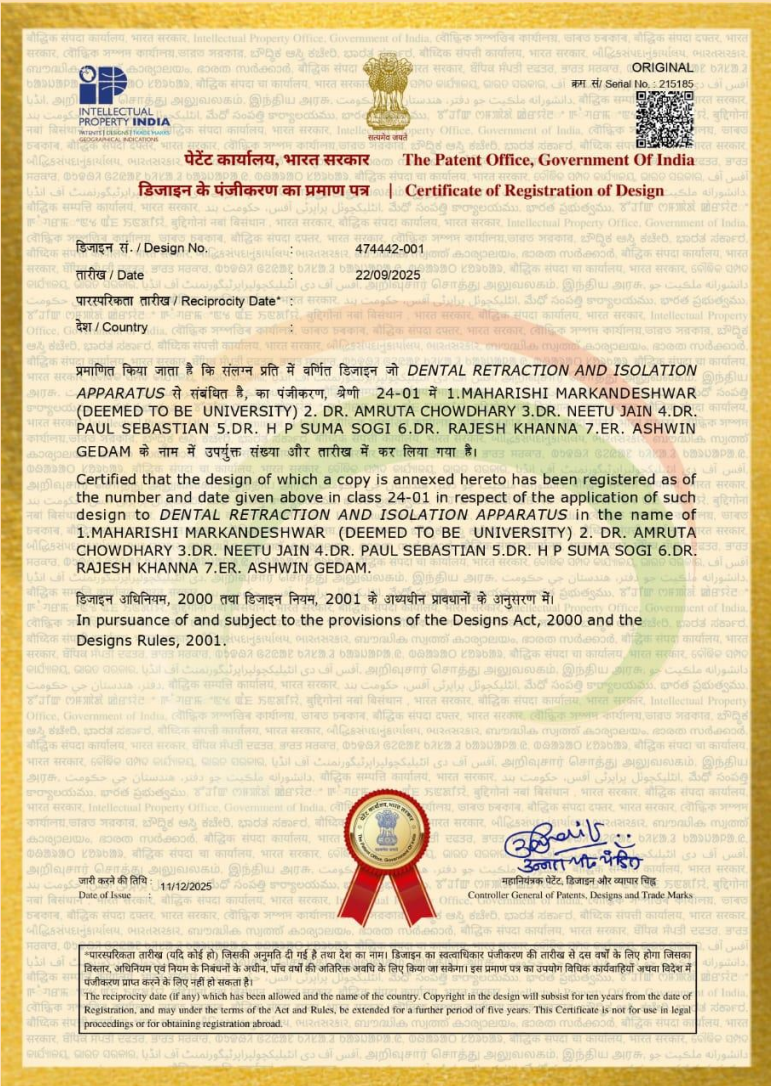 INTELLECTUAL
PROPERTY INDIA
PATENTS | DESIGNS | TRADE MARKS
GEOGRAPHICAL INDICATIONS
सत्यमेव जयते
ORIGINAL
क्रम सं/ Serial No. : 215185
पेटेंट कार्यालय, भारत सरकार The Patent Office, Government Of India
डिजाइन के पंजीकरण का प्रमाण पत्र | Certificate of Registration of Design
डिजाइन सं. / Design No. : 474442-001
तारीख / Date : 22/09/2025
पारस्परिकता तारीख / Reciprocity Date* :
देश / Country :
प्रमाणित किया जाता है कि संलग्न प्रति में वर्णित डिजाइन जो DENTAL RETRACTION AND ISOLATION
APPARATUS से संबंधित है, का पंजीकरण, श्रेणी 24-01 में 1.MAHARISHI MARKANDESHWAR
(DEEMED TO BE UNIVERSITY) 2. DR. AMRUTA CHOWDHARY 3.DR. NEETU JAIN 4.DR.
PAUL SEBASTIAN 5.DR. H P SUMA SOGI 6.DR. RAJESH KHANNA 7.ER. ASHWIN
GEDAM के नाम में उपर्युक्त संख्या और तारीख में कर लिया गया है।
Certified that the design of which a copy is annexed hereto has been registered as of
the number and date given above in class 24-01 in respect of the application of such
design to DENTAL RETRACTION AND ISOLATION APPARATUS in the name of
1.MAHARISHI MARKANDESHWAR (DEEMED TO BE UNIVERSITY) 2. DR. AMRUTA
CHOWDHARY 3.DR. NEETU JAIN 4.DR. PAUL SEBASTIAN 5.DR. H P SUMA SOGI 6.DR.
RAJESH KHANNA 7.ER. ASHWIN GEDAM.
डिजाइन अधिनियम, 2000 तथा डिजाइन नियम, 2001 के अध्यधीन प्रावधानों के अनुसरण में।
In pursuance of and subject to the provisions of the Designs Act, 2000 and the
Designs Rules, 2001.
पेटेंट कार्यालय, भारत सरकार
The Patent Office, Government Of India
जारी करने की तिथि :
Date of Issue : 11/12/2025
महानियंत्रक पेटेंट, डिजाइन और व्यापार चिह्न
Controller General of Patents, Designs and Trade Marks
*पारस्परिकता तारीख (यदि कोई हो) जिसकी अनुमति दी गई है तथा देश का नाम। डिजाइन का स्वत्वाधिकार पंजीकरण की तारीख से दस वर्षों के लिए होगा जिसका
विस्तार, अधिनियम एवं नियम के निबंधनों के अधीन, पाँच वर्षों की अतिरिक्त अवधि के लिए किया जा सकेगा। इस प्रमाण पत्र का उपयोग विधिक कार्यवाहियों अथवा विदेश में
पंजीकरण प्राप्त करने के लिए नहीं हो सकता है।
The reciprocity date (if any) which has been allowed and the name of the country. Copyright in the design will subsist for ten years from the date of
Registration, and may under the terms of the Act and Rules, be extended for a further period of five years. This Certificate is not for use in legal
proceedings or for obtaining registration abroad.